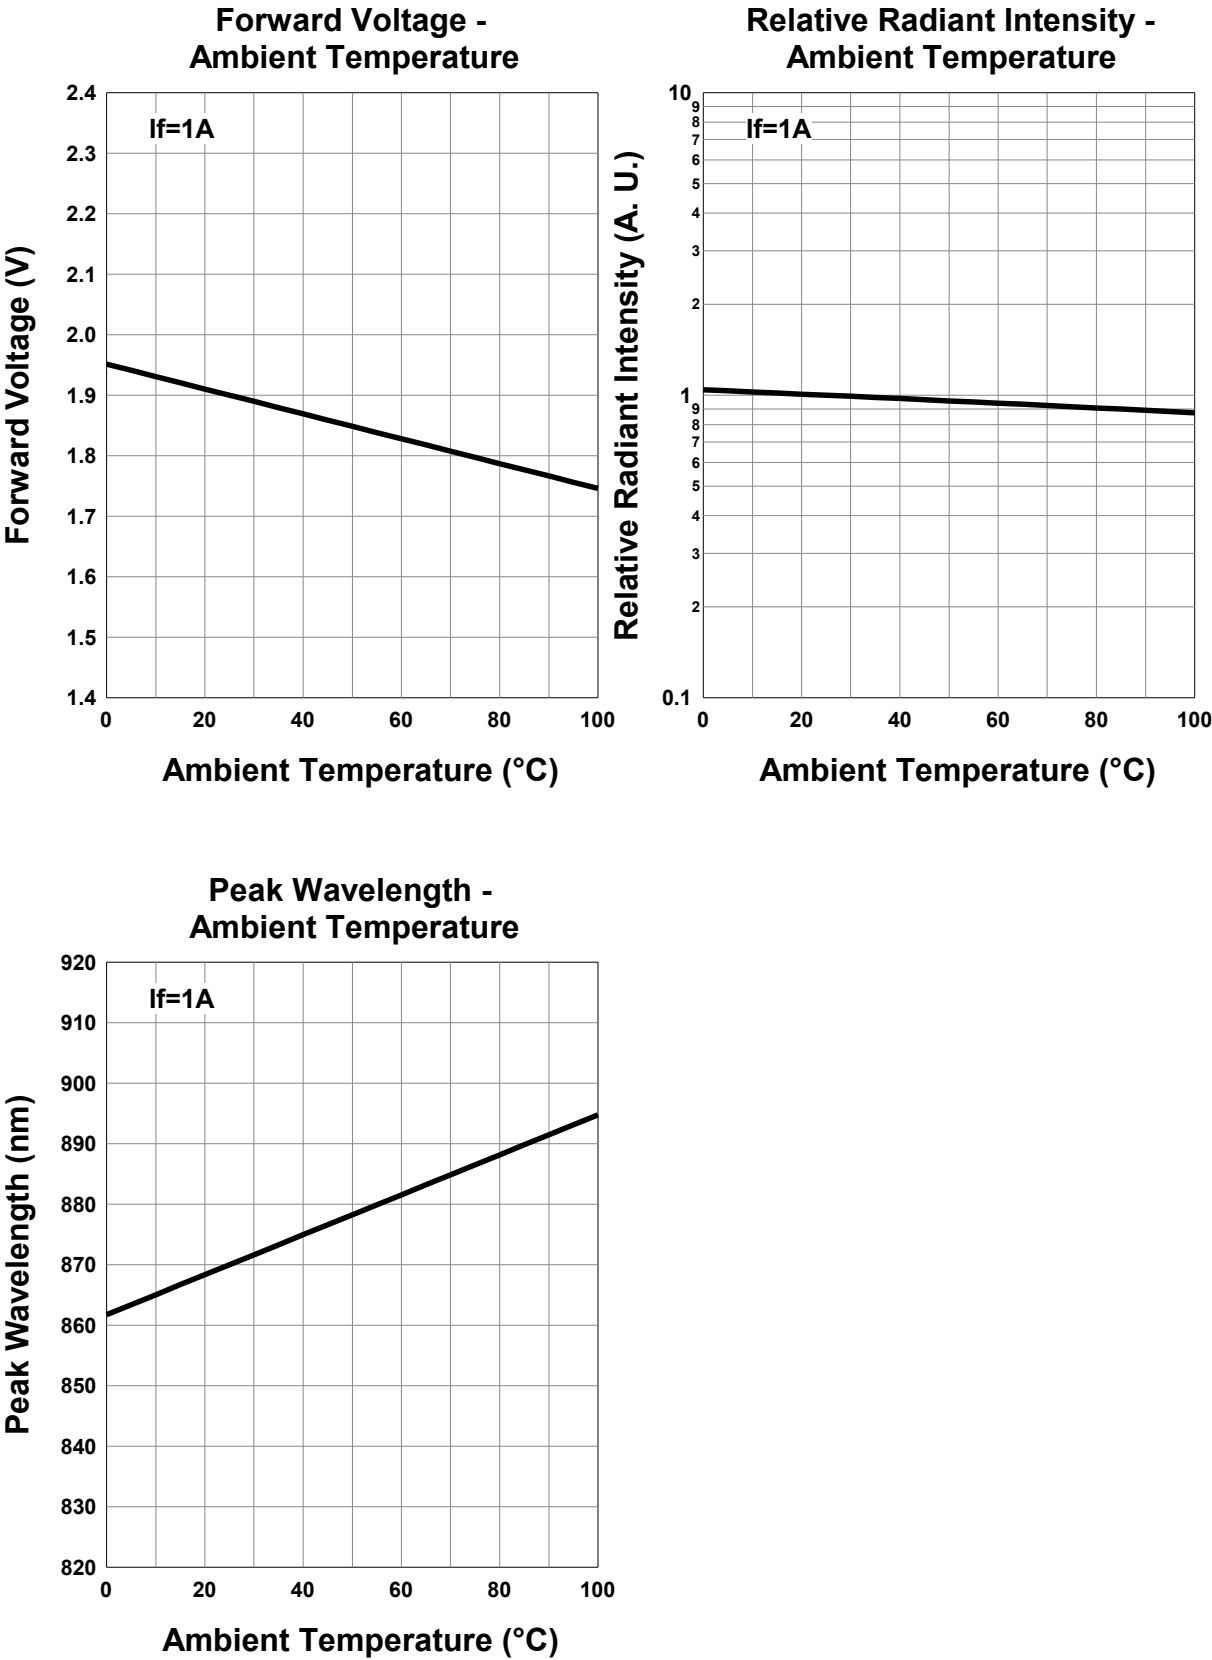 Forward Voltage -
Ambient Temperature
If=1A
2.4
2.3
2.2
2.1
2.0
1.9
1.8
1.7
1.6
1.5
1.4
Forward Voltage (V)
0 20 40 60 80 100
Ambient Temperature (°C)
Relative Radiant Intensity -
Ambient Temperature
If=1A
10
9
8
7
6
5
4
3
2
1
9
8
7
6
5
4
3
2
0.1
Relative Radiant Intensity (A. U.)
0 20 40 60 80 100
Ambient Temperature (°C)
Peak Wavelength -
Ambient Temperature
If=1A
920
910
900
890
880
870
860
850
840
830
820
Peak Wavelength (nm)
0 20 40 60 80 100
Ambient Temperature (°C)